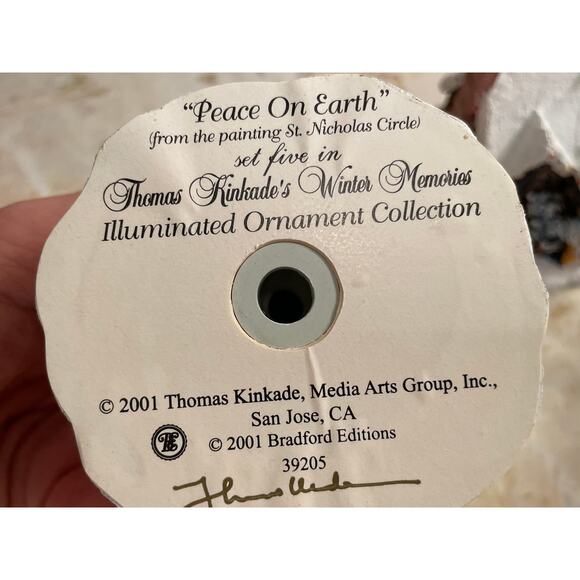 "Peace On Earth"
(from the painting St. Nicholas Circle)
set five in
Thomas Kinkade's Winter Memories
Illuminated Ornament Collection
© 2001 Thomas Kinkade, Media Arts Group, Inc.,
San Jose, CA
BE © 2001 Bradford Editions
39205